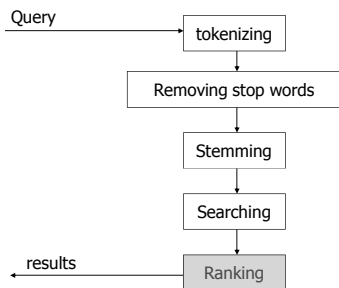 Query
tokenizing
Removing stop words
Stemming
Searching
results
Ranking